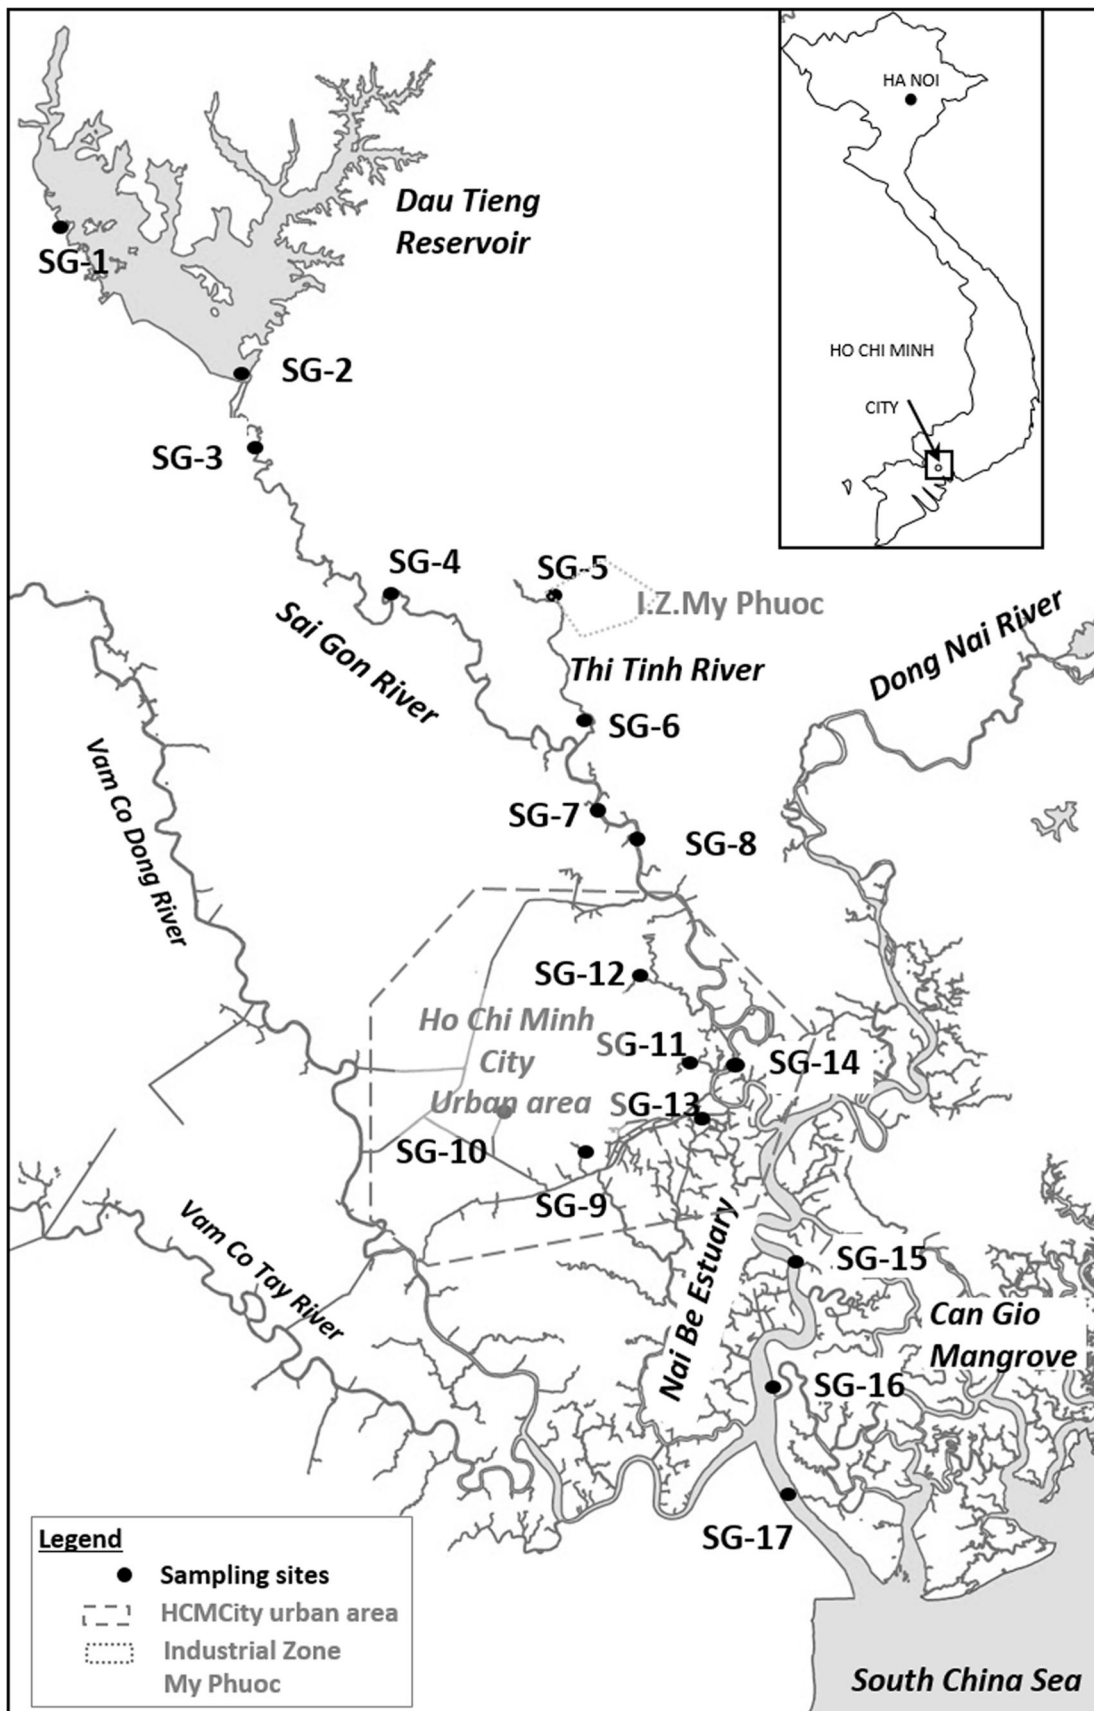 HA NOI
Dau Tieng
Reservoir
SG-1
HO CHI MINH
SG-2
CITY
SG-3
SG-4
SG-5
I.Z.My Phuoc
Sai Gon River
Thi Tinh River
Dong Nai River
SG-6
Vam Co Dong River
SG-7
SG-8
SG-12
Ho Chi Minh
City
Urban area
SG-11
SG-14
SG-13
SG-10
SG-9
Vam Co Tay River
Nai Be Estuary
SG-15
Can Gio
Mangrove
SG-16
SG-17
Legend
Sampling sites
HCMCity urban area
Industrial Zone
My Phuoc
South China Sea